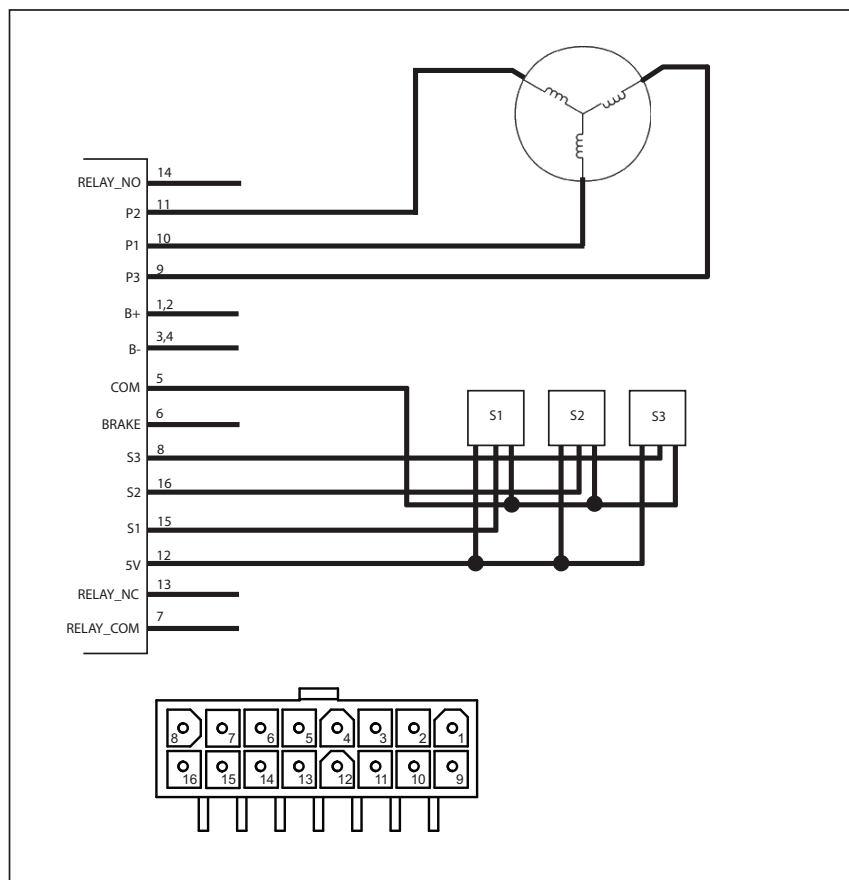 RELAY_NO 14
P2 11
P1 10
P3 9
B+ 1,2
B- 3,4
COM 5
BRAKE 6
S3 8
S2 16
S1 15
5V 12
RELAY_NC 13
RELAY_COM 7
S1 S2 S3
8 7 6 5 4 3 2 1
16 15 14 13 12 11 10 9